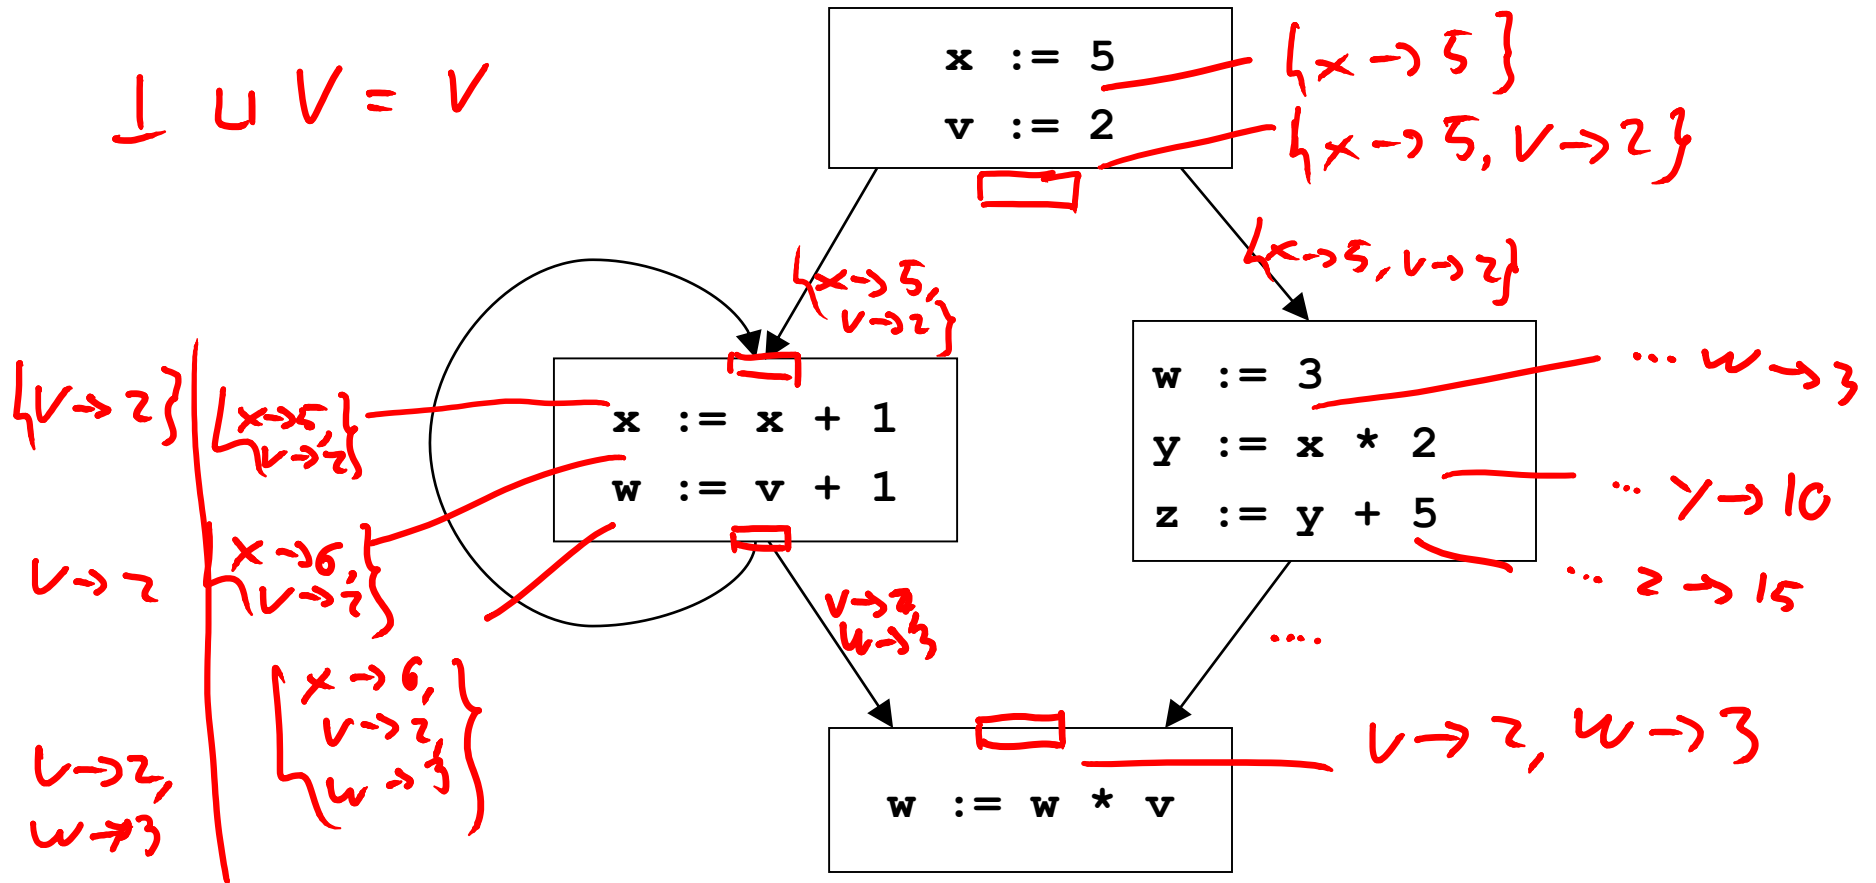 ⊥ ⊔ V = V
x := 5
v := 2
{x → 5}
{x → 5, v → 2}
{x → 5,
v → 2}
{x → 5, v → 2}
{v → 2}
{x → 5,
v → 2}
x := x + 1
w := v + 1
w := 3
y := x * 2
z := y + 5
... w → 3
... y → 10
... z → 15
v → 2
{x → 6,
v → 2}
v → 2,
w → 3
....
{x → 6,
v → 2,
w → 3}
v → 2,
w → 3
v → 2, w → 3
w := w * v